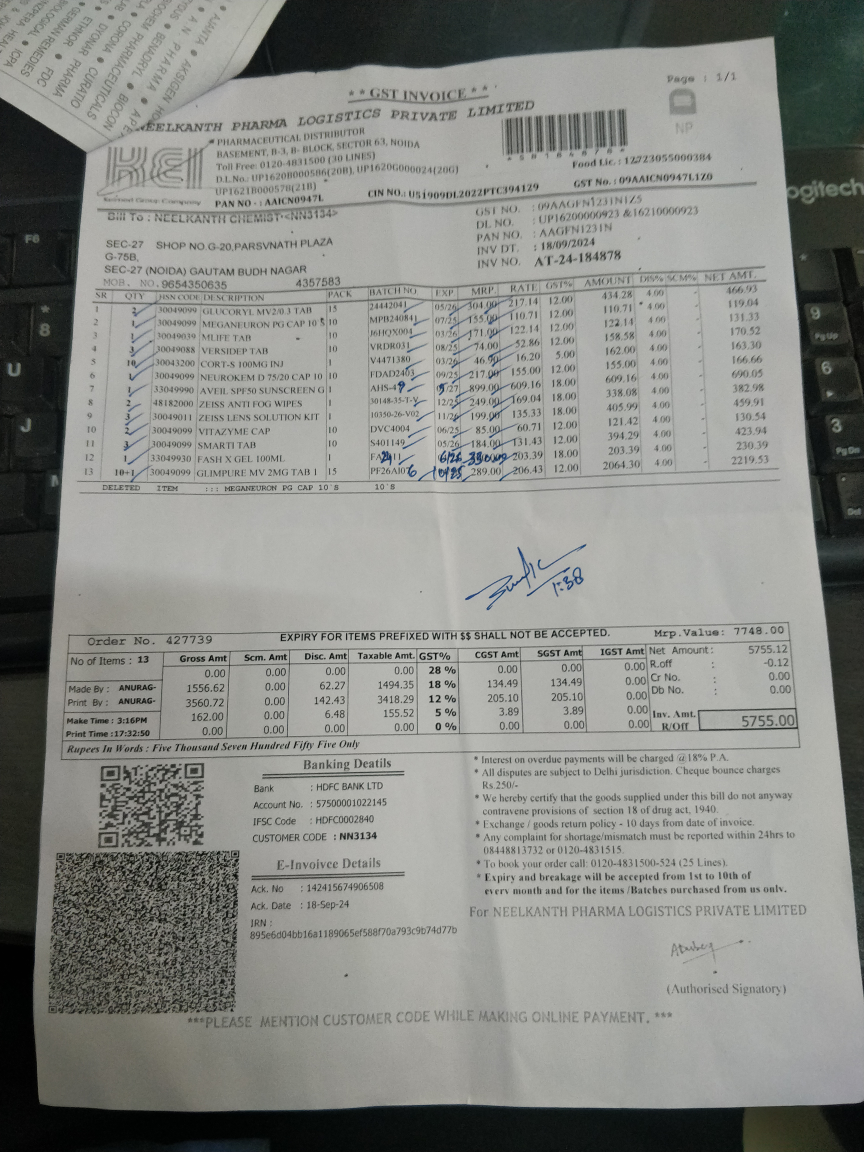 Page : 1/1
* * GST INVOICE * *
NEELKANTH PHARMA LOGISTICS PRIVATE LIMITED
PHARMACEUTICAL DISTRIBUTOR
BASEMENT, B-3, B- BLOCK, SECTOR 63, NOIDA
Toll Free: 0120-4831500 (30 LINES)
D.L.No.: UP1620B000586(20B), UP1620G000024(20G)
UP1621B000570(21B)
PAN NO - AAICN0947L
CIN NO.: U51909DL2022PTC394129
NP
Food Lic.: 12723055000384
GST No. : 09AAICN0947L1Z0
Bill To : NEELKANTH CHEMIST-<NN3134>
SEC-27 SHOP NO.G-20,PARSVNATH PLAZA
G-75B,
SEC-27 (NOIDA) GAUTAM BUDH NAGAR
MOB. NO. 9654350635 4357583
GST NO. : 09AAGFN1231N1Z5
DL NO. : UP16200000923 &16210000923
PAN NO. : AAGFN1231N
INV DT. : 18/09/2024
INV NO. AT-24-184878
SR QTY HSN CODE DESCRIPTION PACK BATCH NO EXP MRP RATE GST% AMOUNT DIS% SCM% NET AMT.
1 2 30049099 GLUCORYL MV2/0.3 TAB 15 24442041 05/26 304.00 217.14 12.00 434.28 4.00 - 466.93
2 1 30049099 MEGANEURON PG CAP 10 S 10 MPB240841 07/25 155.00 110.71 12.00 110.71 4.00 - 119.04
3 1 30049039 MLIFT TAB 10 J6HQX004 03/26 171.00 122.14 12.00 122.14 4.00 - 131.33
4 3 30049088 VERSIDEP TAB 10 VRDR031 08/25 74.00 52.86 12.00 158.58 4.00 - 170.52
5 10 30043200 CORT-S 100MG INJ 1 V4471380 03/26 16.20 5.00 162.00 4.00 - 163.30
6 1 30049099 NEUROKEM D 75/20 CAP 10 10 FDAD2403 09/25 217.00 155.00 12.00 155.00 4.00 - 166.66
7 1 33049990 AVEIL SPF50 SUNSCREEN G 1 AHS-49 899.00 609.16 18.00 609.16 4.00 - 690.05
8 2 48182000 ZEISS ANTI FOG WIPES 1 30148-35-T-V 12/25 249.00 169.04 18.00 338.08 4.00 - 382.98
9 3 30049011 ZEISS LENS SOLUTION KIT 1 10350-26-V02 11/26 199.00 135.33 18.00 405.99 4.00 - 459.91
10 2 30049099 VITAZYME CAP 10 DVC4004 06/25 85.00 60.71 12.00 121.42 4.00 - 130.54
11 3 30049099 SMARTI TAB 10 S401149 05/26 184.00 131.43 12.00 394.29 4.00 - 423.94
12 1 33049930 FASH X GEL 100ML 1 6/26 203.39 18.00 203.39 4.00 - 230.39
13 10+1 30049099 GLIMPURE MV 2MG TAB 1 15 10/25 289.00 206.43 12.00 2064.30 4.00 - 2219.53
DELETED ITEM ::: MEGANEURON PG CAP 10'S 10'S
1:38
Order No. 427739 EXPIRY FOR ITEMS PREFIXED WITH $$ SHALL NOT BE ACCEPTED. Mrp.Value: 7748.00
No of Items : 13 Gross Amt Scm. Amt Disc. Amt Taxable. Amt GST% CGST Amt SGST Amt IGST Amt Net Amount: 5755.12
0.00 0.00 0.00 0.00 28 % 0.00 0.00 0.00 R.off : -0.12
Made By : ANURAG- 1556.62 0.00 62.27 1494.35 18 % 134.49 134.49 0.00 Cr No. : 0.00
Print By : ANURAG- 3560.72 0.00 142.43 3418.29 12 % 205.10 205.10 0.00 Db No. : 0.00
Make Time : 3:16PM 162.00 0.00 6.48 155.52 5 % 3.89 3.89 0.00 Inv. Amt.
Print Time :17:32:50 0.00 0.00 0.00 0.00 0 % 0.00 0.00 0.00 R/Off 5755.00
Rupees In Words : Five Thousand Seven Hundred Fifty Five Only
Banking Deatils
Bank : HDFC BANK LTD
Account No. : 57500001022145
IFSC Code : HDFC0002840
CUSTOMER CODE : NN3134
E-Invoicee Details
Ack. No : 142415674906508
Ack. Date : 18-Sep-24
IRN :
895e6d04bb16a1189065ef588f70a793c9b74d77b
* Interest on overdue payments will be charged @18% P.A.
* All disputes are subject to Delhi jurisdiction. Cheque bounce charges
Rs.250/-
* We hereby certify that the goods supplied under this bill do not anyway
contravene provisions of section 18 of drug act, 1940.
* Exchange / goods return policy - 10 days from date of invoice.
* Any complaint for shortage/mismatch must be reported within 24hrs to
08448813732 or 0120-4831515.
* To book your order call: 0120-4831500-524 (25 Lines).
* Expiry and breakage will be accepted from 1st to 10th of
every month and for the items /Batches purchased from us only.
For NEELKANTH PHARMA LOGISTICS PRIVATE LIMITED
(Authorised Signatory)
***PLEASE MENTION CUSTOMER CODE WHILE MAKING ONLINE PAYMENT. ***
logitech